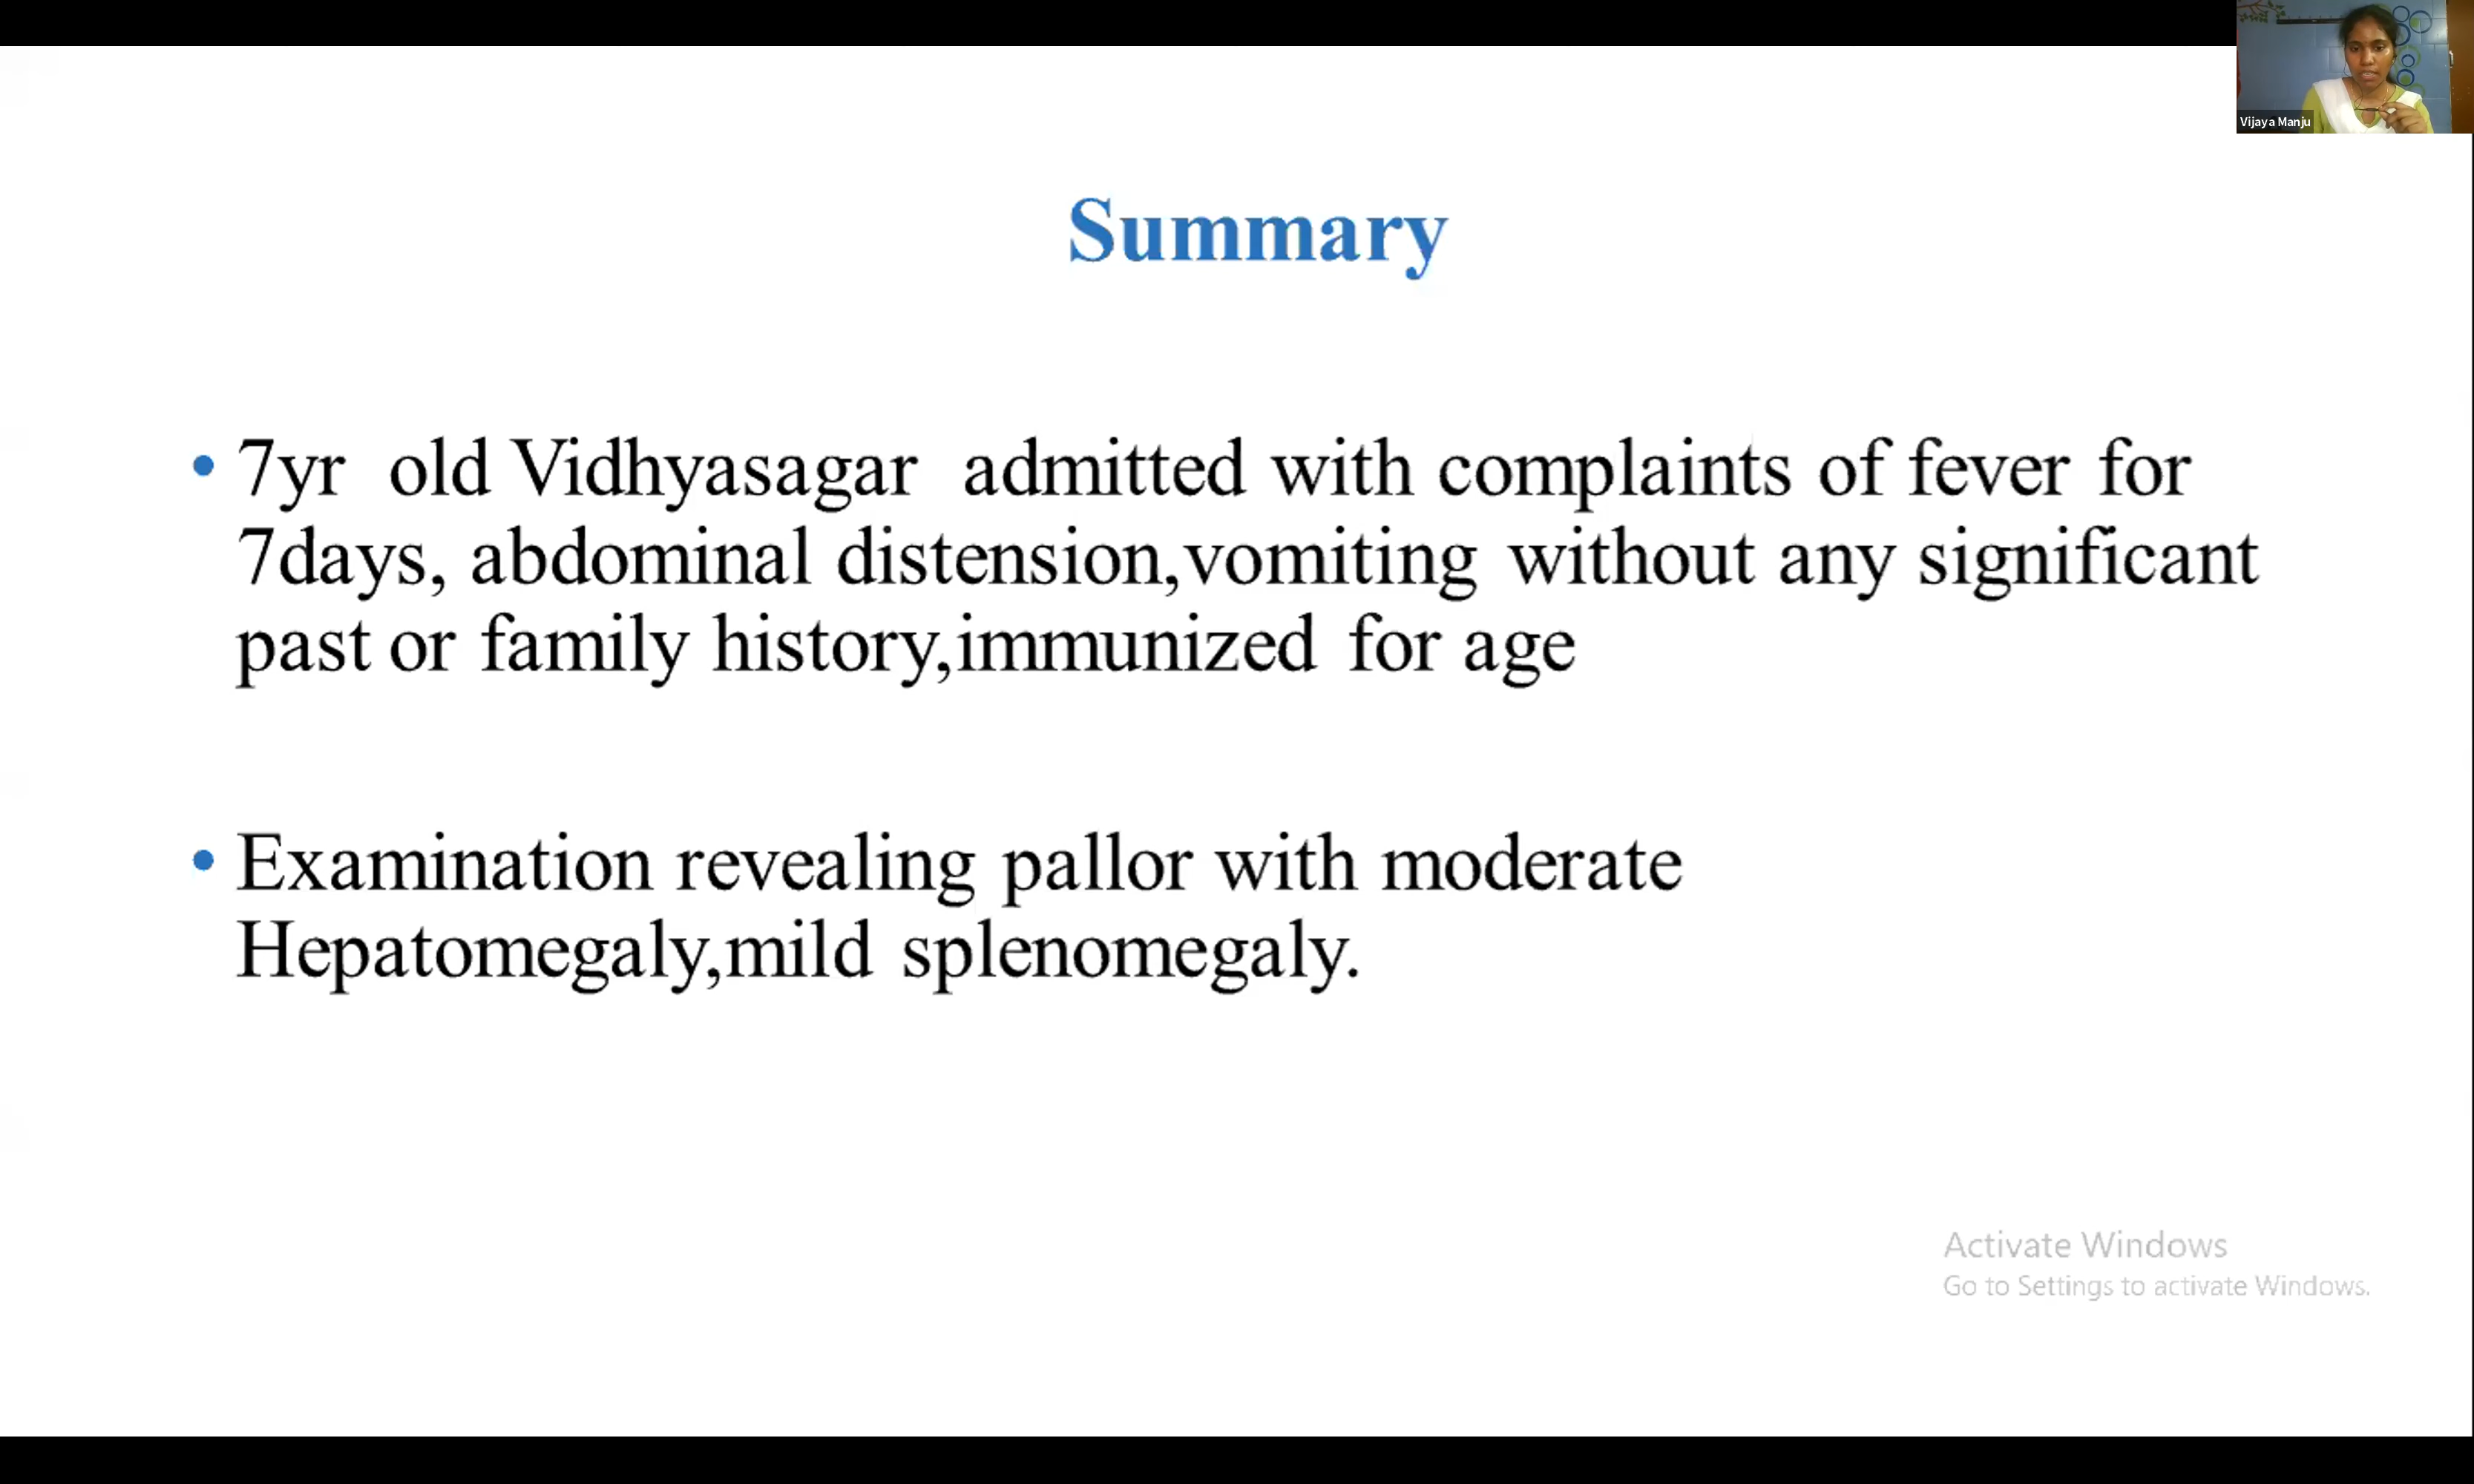 Vijaya Manju
Summary
• 7yr old Vidhyasagar admitted with complaints of fever for
7days, abdominal distension,vomiting without any significant
past or family history,immunized for age
• Examination revealing pallor with moderate
Hepatomegaly,mild splenomegaly.
Activate Windows
Go to Settings to activate Windows.